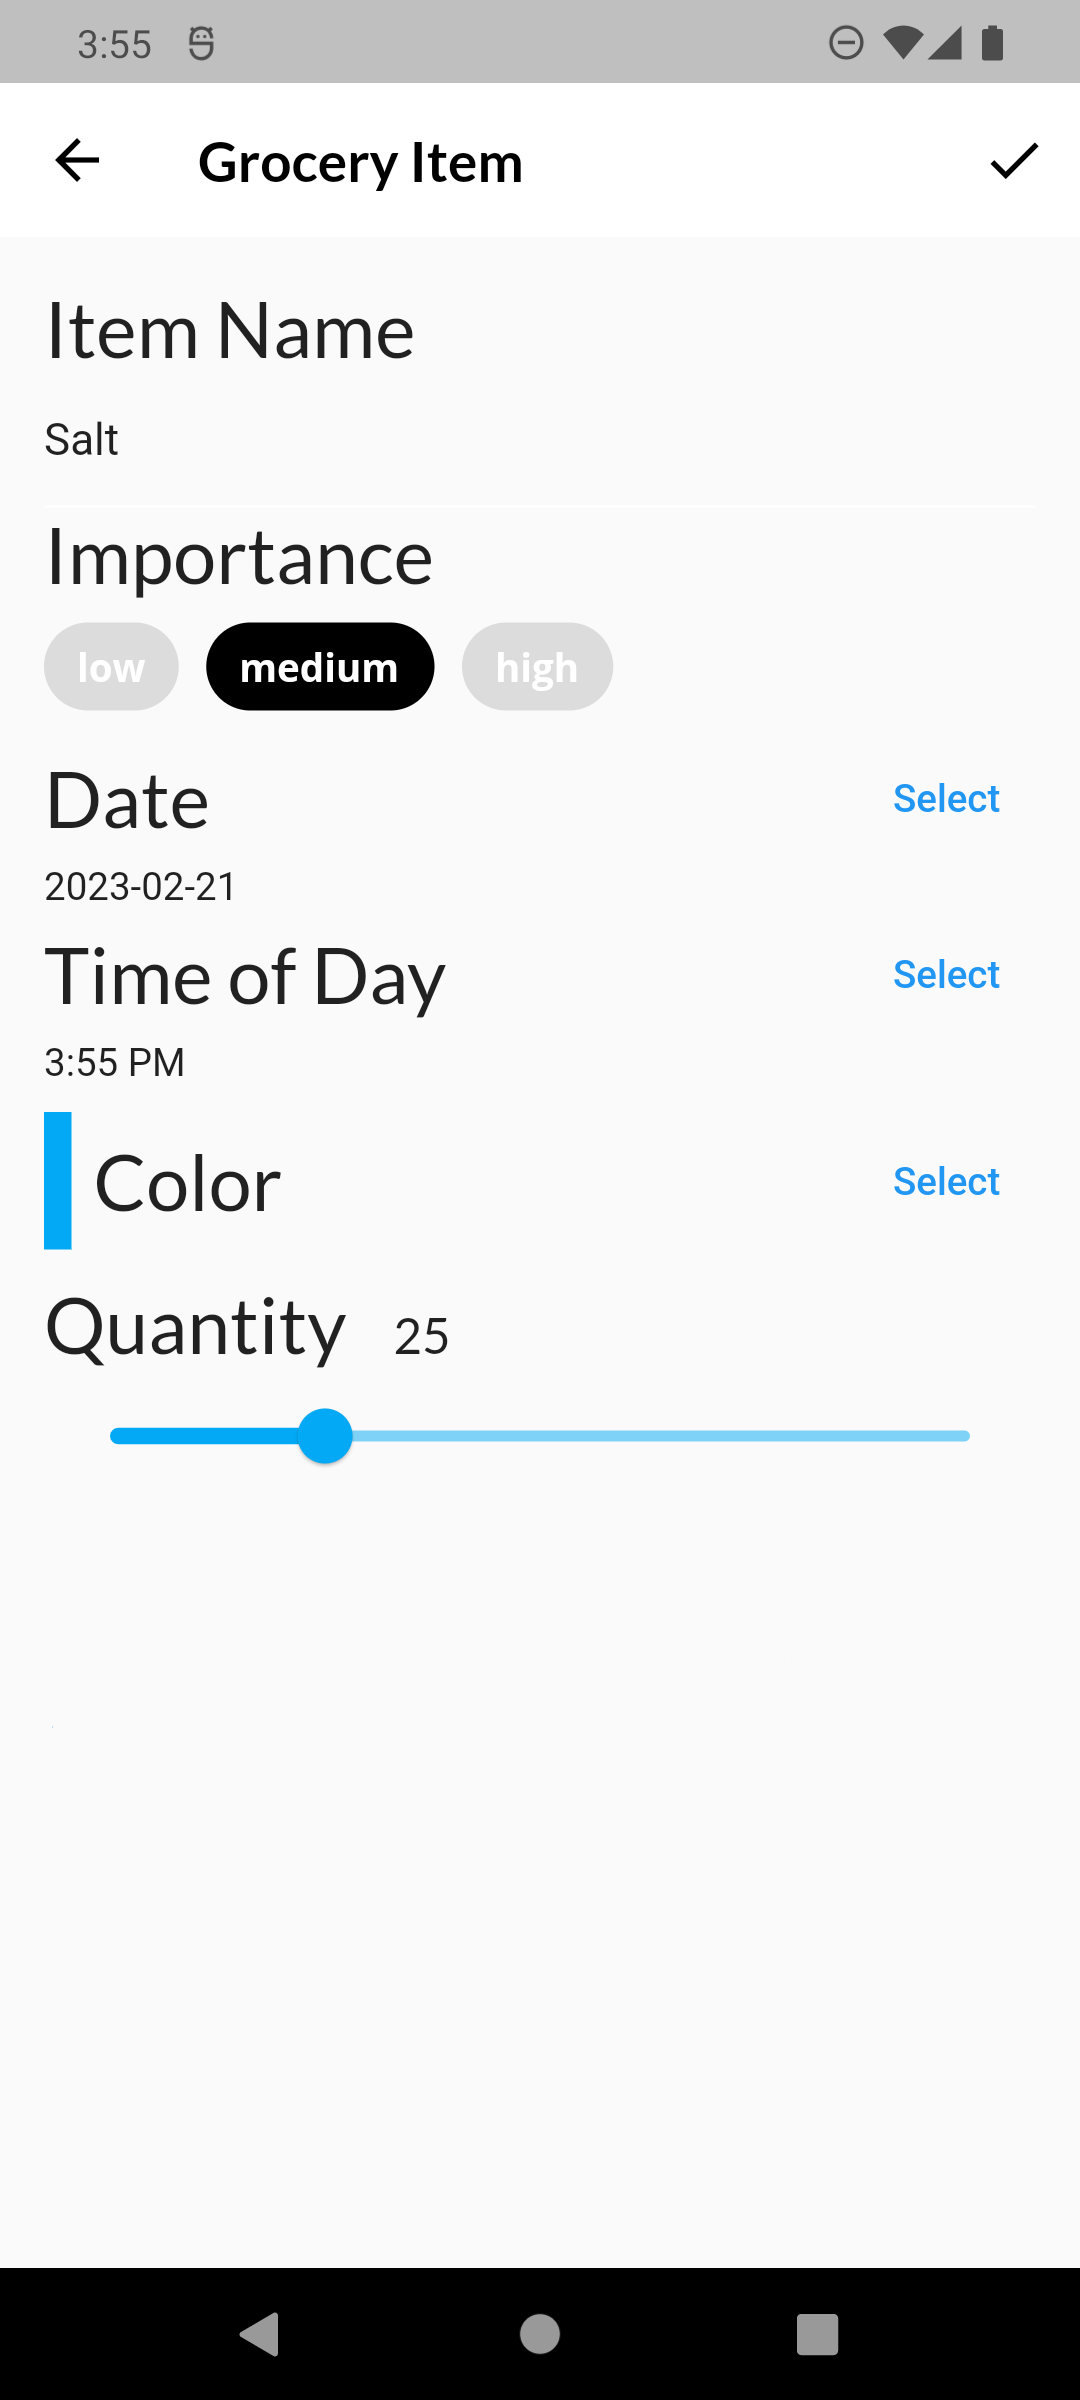 3:55
Grocery Item
Item Name
Salt
Importance
low medium high
Date Select
2023-02-21
Time of Day Select
3:55 PM
Color Select
Quantity 25